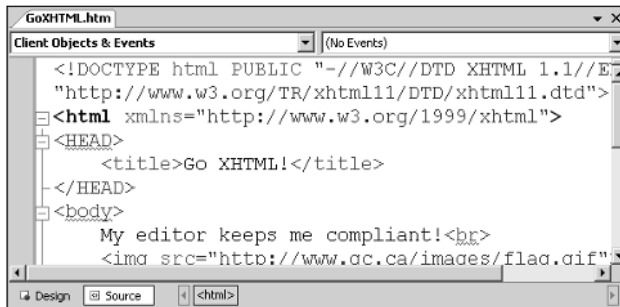 GoXHTML.htm
Client Objects & Events (No Events)
<!DOCTYPE html PUBLIC "-//W3C//DTD XHTML 1.1//E
"http://www.w3.org/TR/xhtml11/DTD/xhtml11.dtd">
<html xmlns="http://www.w3.org/1999/xhtml">
<HEAD>
<title>Go XHTML!</title>
</HEAD>
<body>
My editor keeps me compliant!<br>
<img src="http://www.gc.ca/images/flag.gif"
Design Source <html>